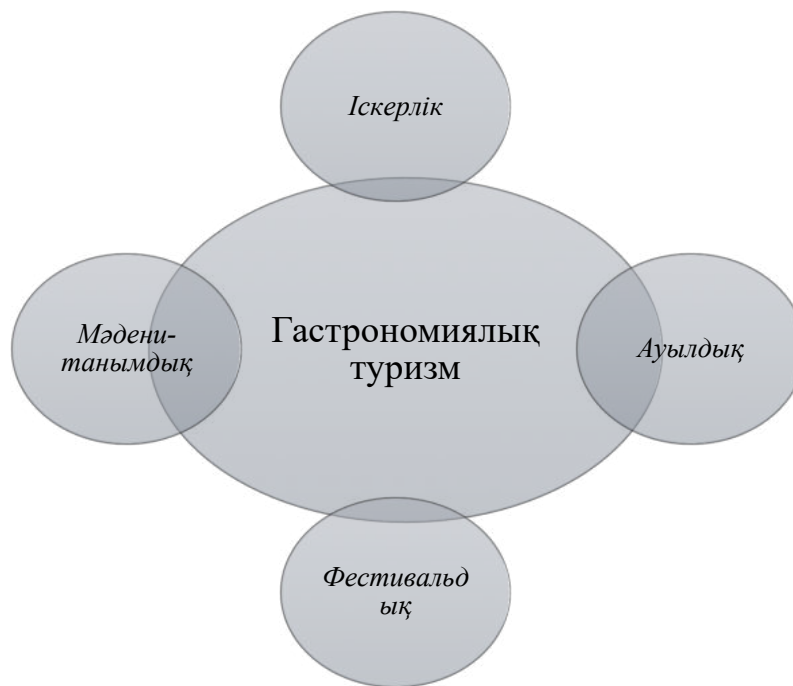 Іскерлік
Мәдени-
танымдық
Гастрономиялық
туризм
Ауылдық
Фестивальд
ық